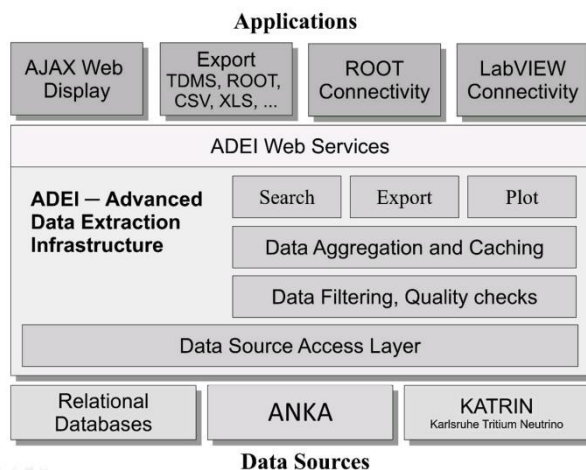 Applications
AJAX Web
Display
Export
TDMS, ROOT,
CSV, XLS, ...
ROOT
Connectivity
LabVIEW
Connectivity
ADEI Web Services
ADEI — Advanced
Data Extraction
Infrastructure
Search
Export
Plot
Data Aggregation and Caching
Data Filtering, Quality checks
Data Source Access Layer
Relational
Databases
ANKA
KATRIN
Karlsruhe Tritium Neutrino
Data Sources